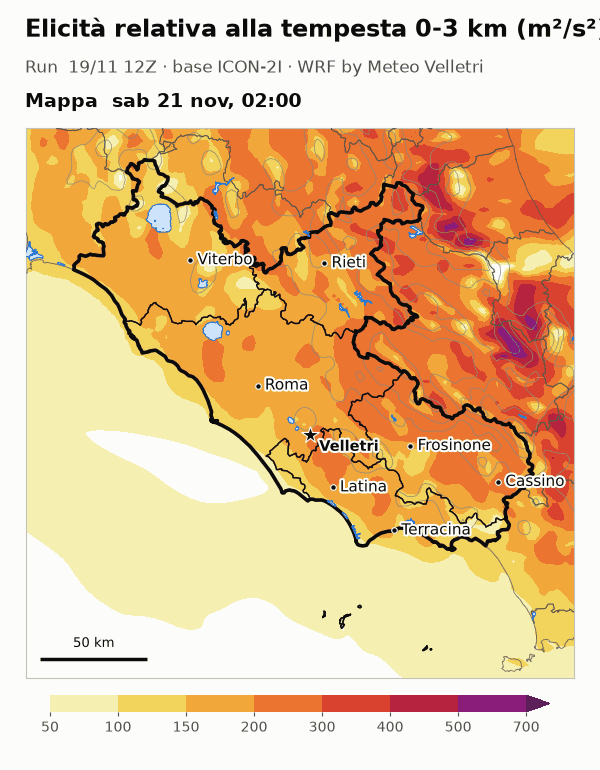 Elicità relativa alla tempesta 0-3 km (m²/s²)
Run  19/11 12Z · base ICON-2I · WRF by Meteo Velletri
Mappa  sab 21 nov, 02:00
Viterbo
Rieti
Roma
Velletri
Frosinone
Latina
Cassino
Terracina
50 km
50 100 150 200 300 400 500 700